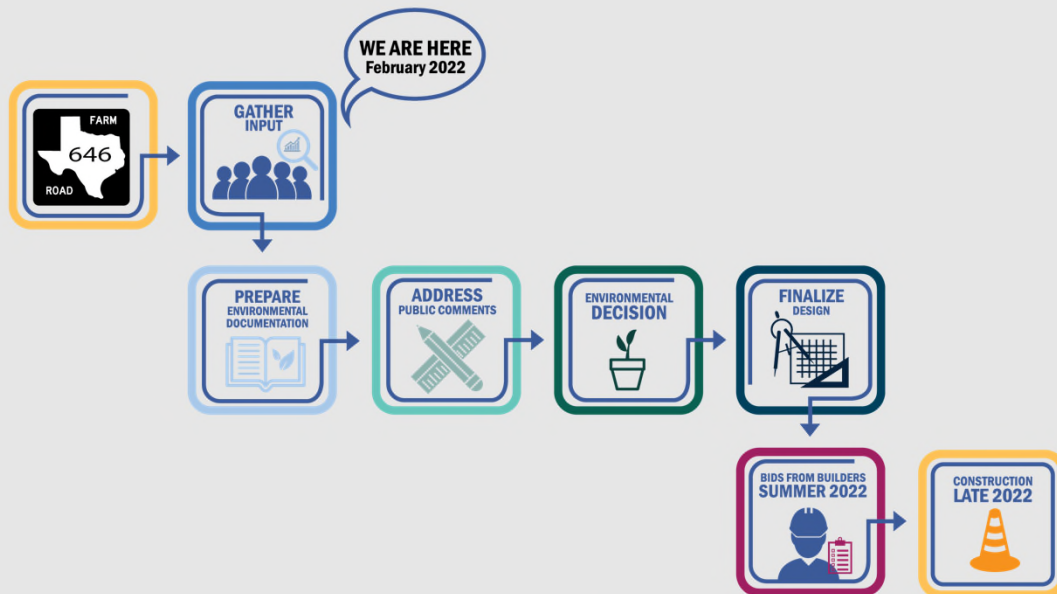 WE ARE HERE
February 2022
FARM
646
ROAD
GATHER
INPUT
PREPARE
ENVIRONMENTAL
DOCUMENTATION
ADDRESS
PUBLIC COMMENTS
ENVIRONMENTAL
DECISION
FINALIZE
DESIGN
BIDS FROM BUILDERS
SUMMER 2022
CONSTRUCTION
LATE 2022